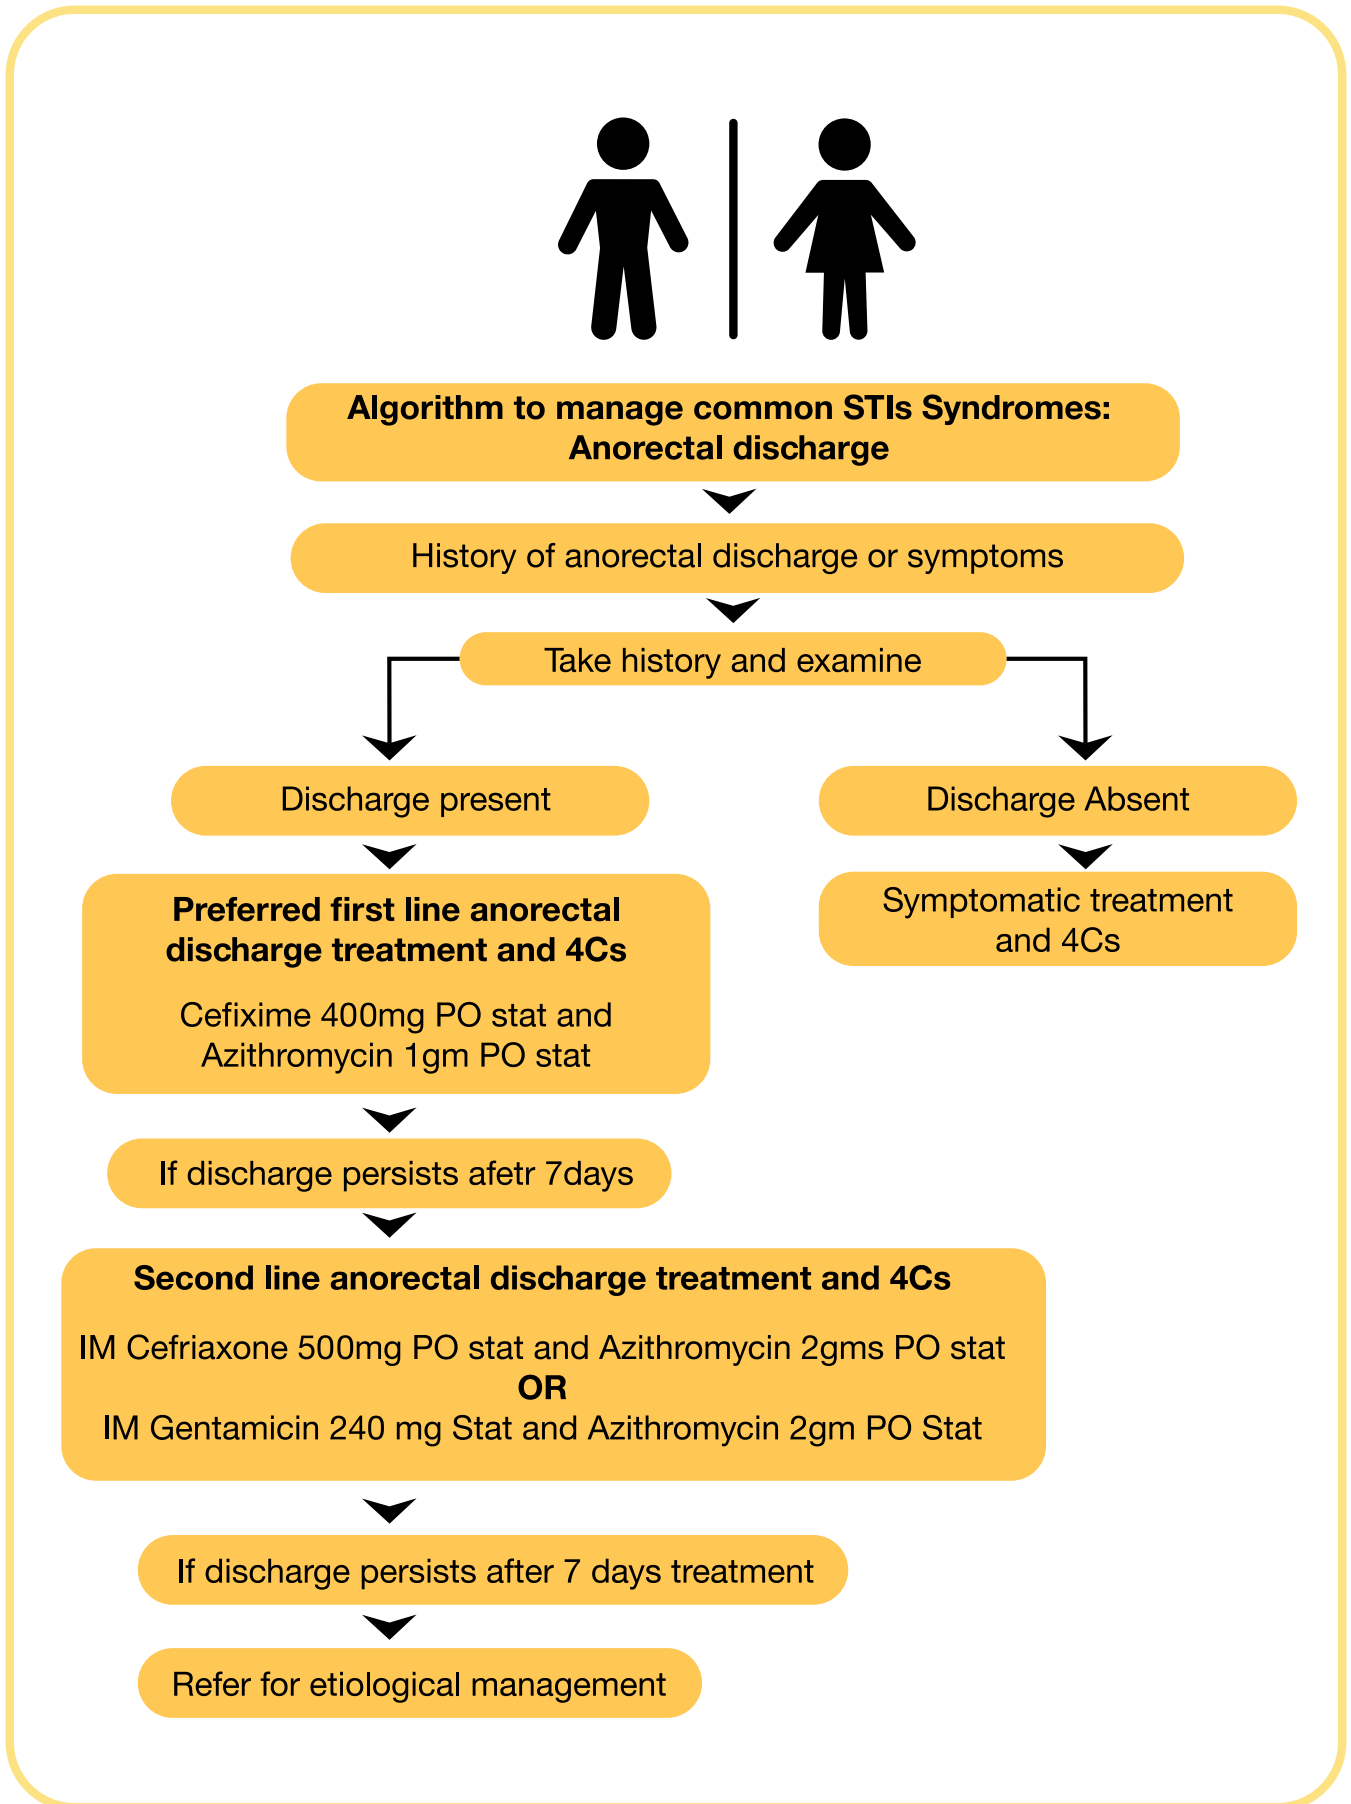 Algorithm to manage common STIs Syndromes:
Anorectal discharge
History of anorectal discharge or symptoms
Take history and examine
Discharge present
Discharge Absent
Preferred first line anorectal
discharge treatment and 4Cs
Cefixime 400mg PO stat and
Azithromycin 1gm PO stat
Symptomatic treatment
and 4Cs
If discharge persists afetr 7days
Second line anorectal discharge treatment and 4Cs
IM Cefriaxone 500mg PO stat and Azithromycin 2gms PO stat
OR
IM Gentamicin 240 mg Stat and Azithromycin 2gm PO Stat
If discharge persists after 7 days treatment
Refer for etiological management